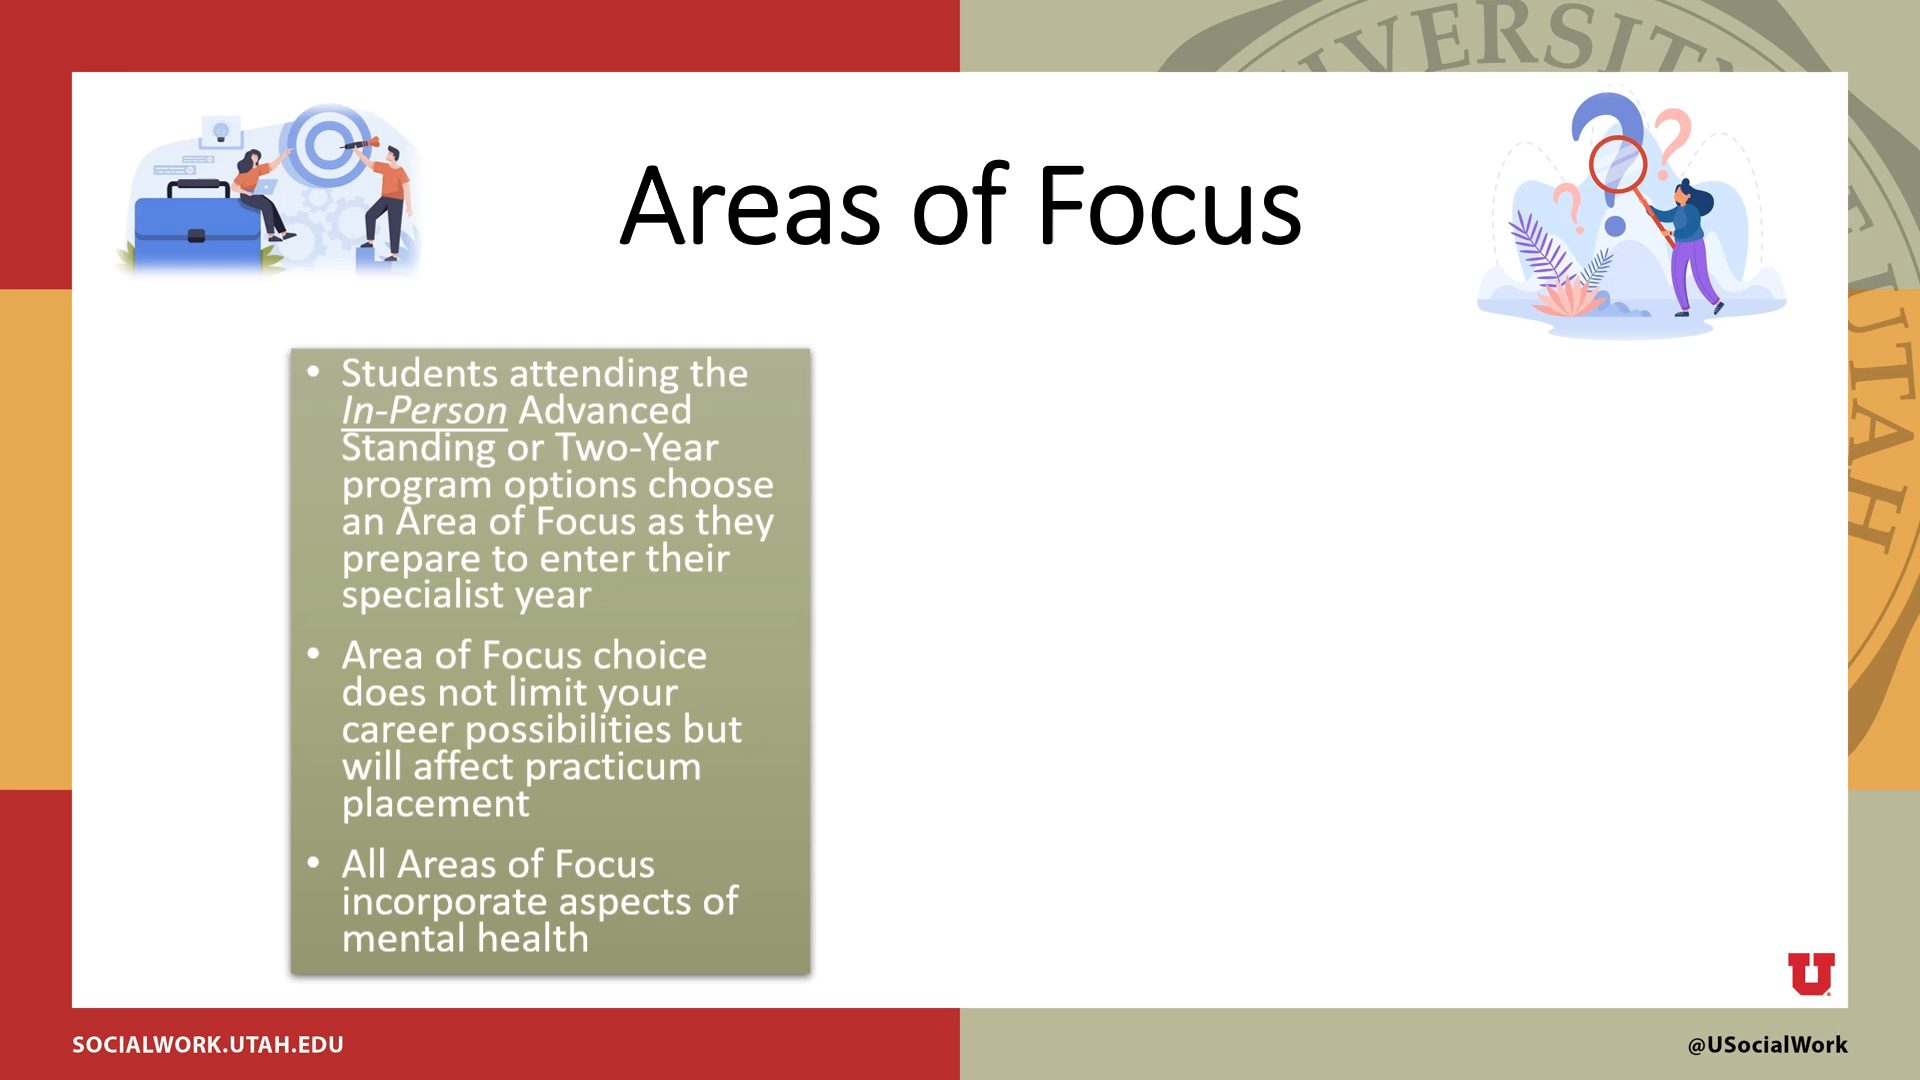 Areas of Focus
• Students attending the
In-Person Advanced
Standing or Two-Year
program options choose
an Area of Focus as they
prepare to enter their
specialist year
• Area of Focus choice
does not limit your
career possibilities but
will affect practicum
placement
• All Areas of Focus
incorporate aspects of
mental health
U
SOCIALWORK.UTAH.EDU
@USocialWork
UTAH